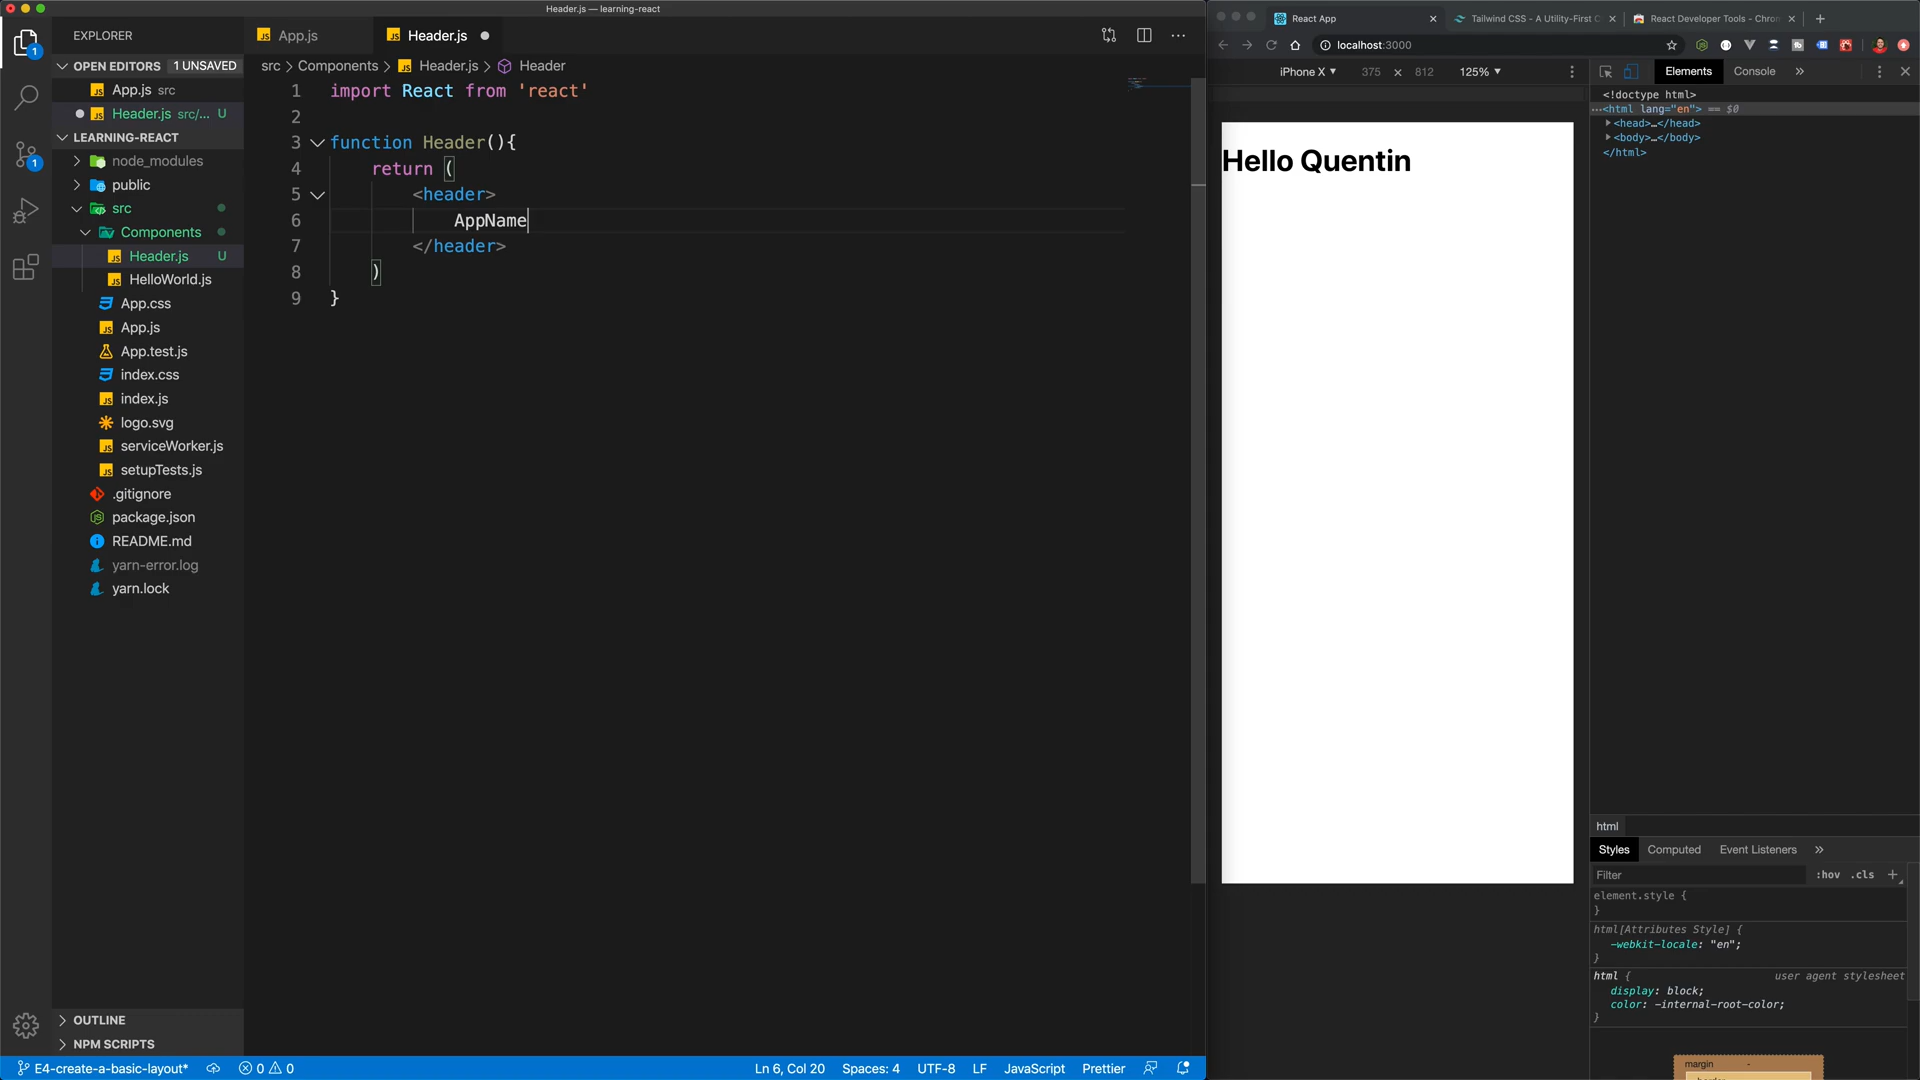 Header.js — learning-react
EXPLORER
OPEN EDITORS 1 UNSAVED
App.js src
Header.js src/... U
LEARNING-REACT
node_modules
public
src
Components
Header.js U
HelloWorld.js
App.css
App.js
App.test.js
index.css
index.js
logo.svg
serviceWorker.js
setupTests.js
.gitignore
package.json
README.md
yarn-error.log
yarn.lock
OUTLINE
NPM SCRIPTS
App.js Header.js
src > Components > Header.js > Header
1 import React from 'react'
2
3 function Header(){
4 return (
5 <header>
6 AppName
7 </header>
8 )
9 }
E4-create-a-basic-layout* 0 0 Ln 6, Col 20 Spaces: 4 UTF-8 LF JavaScript Prettier
React App Tailwind CSS - A Utility-First C React Developer Tools - Chron
localhost:3000
iPhone X 375 × 812 125%
Hello Quentin
Elements Console »
<!doctype html>
<html lang="en"> == $0
<head>…</head>
<body>…</body>
</html>
html
Styles Computed Event Listeners »
Filter :hov .cls +
element.style {
}
html[Attributes Style] {
-webkit-locale: "en";
}
html { user agent stylesheet
display: block;
color: -internal-root-color;
}
margin -